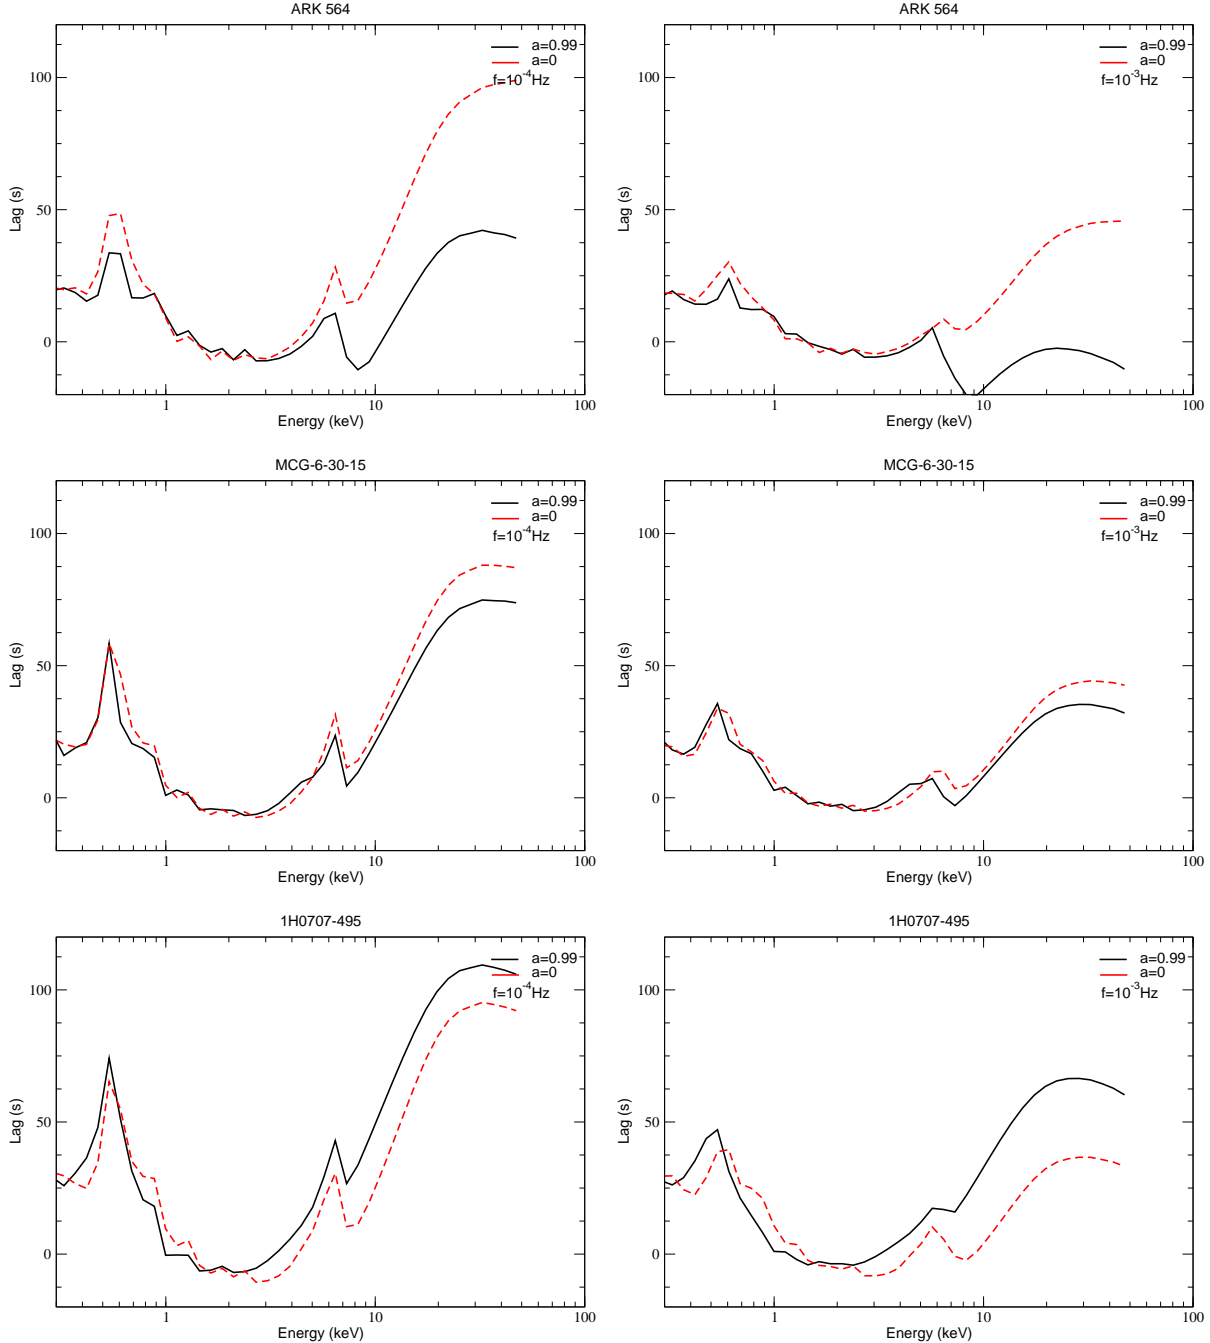 ARK 564
a=0.99
a=0
f=10^-4Hz
100
50
0
Lag (s)
1
10
100
Energy (keV)
ARK 564
a=0.99
a=0
f=10^-3Hz
100
50
0
Lag (s)
1
10
100
Energy (keV)
MCG-6-30-15
a=0.99
a=0
f=10^-4Hz
100
50
0
Lag (s)
1
10
100
Energy (keV)
MCG-6-30-15
a=0.99
a=0
f=10^-3Hz
100
50
0
Lag (s)
1
10
100
Energy (keV)
1H0707-495
a=0.99
a=0
f=10^-4Hz
100
50
0
Lag (s)
1
10
100
Energy (keV)
1H0707-495
a=0.99
a=0
f=10^-3Hz
100
50
0
Lag (s)
1
10
100
Energy (keV)